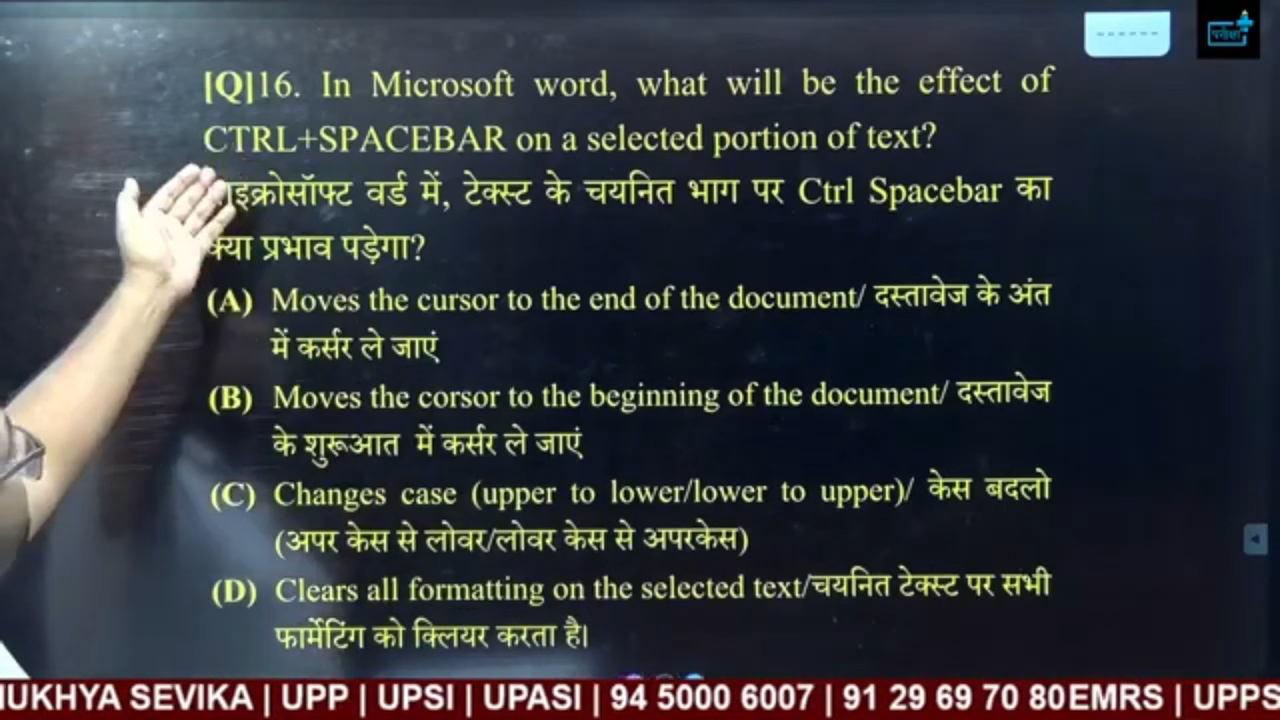 परीक्षा
[Q]16. In Microsoft word, what will be the effect of
CTRL+SPACEBAR on a selected portion of text?
वर्ड में, टेक्स्ट के चयनित भाग पर Ctrl Spacebar का
क्या प्रभाव पड़ेगा?
(A) Moves the cursor to the end of the document/ दस्तावेज के अंत
में कर्सर ले जाएं
(B) Moves the corsor to the beginning of the document/ दस्तावेज
के शुरूआत में कर्सर ले जाएं
(C) Changes case (upper to lower/lower to upper)/ केस बदलो
(अपर केस से लोवर/लोवर केस से अपरकेस)
(D) Clears all formatting on the selected text/चयनित टेक्स्ट पर सभी
फार्मेटिंग को क्लियर करता है।
SEVIKA | UPP | UPSI | UPASI | 94 5000 6007 | 91 29 69 70 80EMRS |